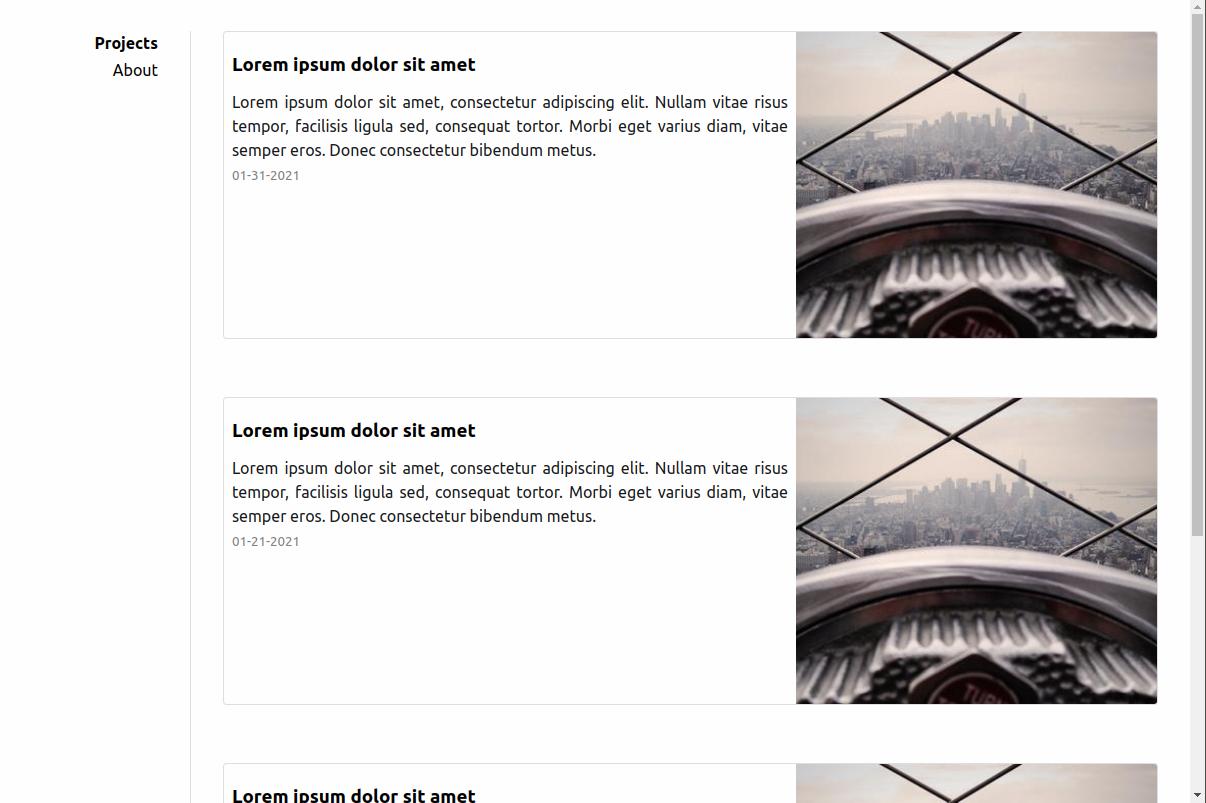 Projects
About
Lorem ipsum dolor sit amet
Lorem ipsum dolor sit amet, consectetur adipiscing elit. Nullam vitae risus
tempor, facilisis ligula sed, consequat tortor. Morbi eget varius diam, vitae
semper eros. Donec consectetur bibendum metus.
01-31-2021
TURN
Lorem ipsum dolor sit amet
Lorem ipsum dolor sit amet, consectetur adipiscing elit. Nullam vitae risus
tempor, facilisis ligula sed, consequat tortor. Morbi eget varius diam, vitae
semper eros. Donec consectetur bibendum metus.
01-21-2021
TURN
Lorem ipsum dolor sit amet